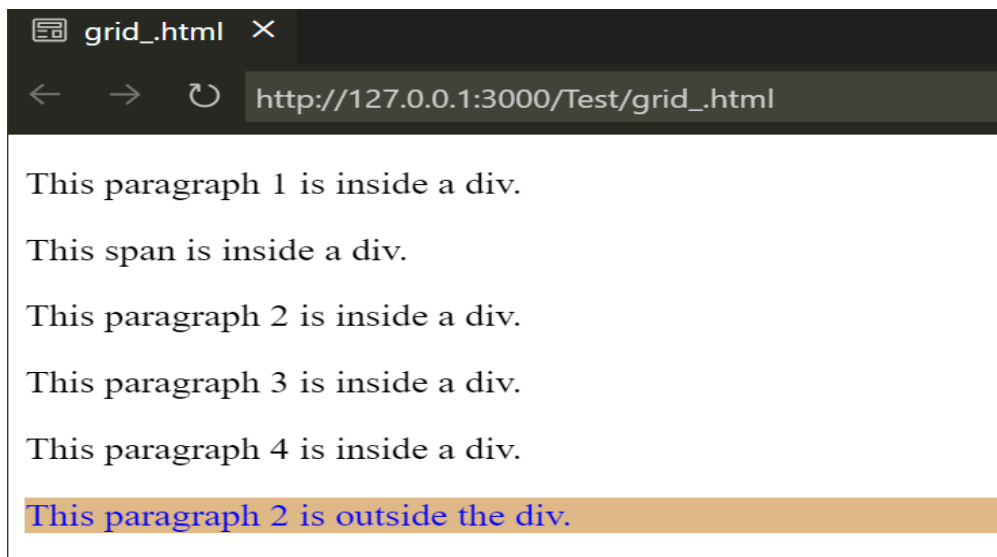 grid_.html
http://127.0.0.1:3000/Test/grid_.html
This paragraph 1 is inside a div.
This span is inside a div.
This paragraph 2 is inside a div.
This paragraph 3 is inside a div.
This paragraph 4 is inside a div.
This paragraph 2 is outside the div.